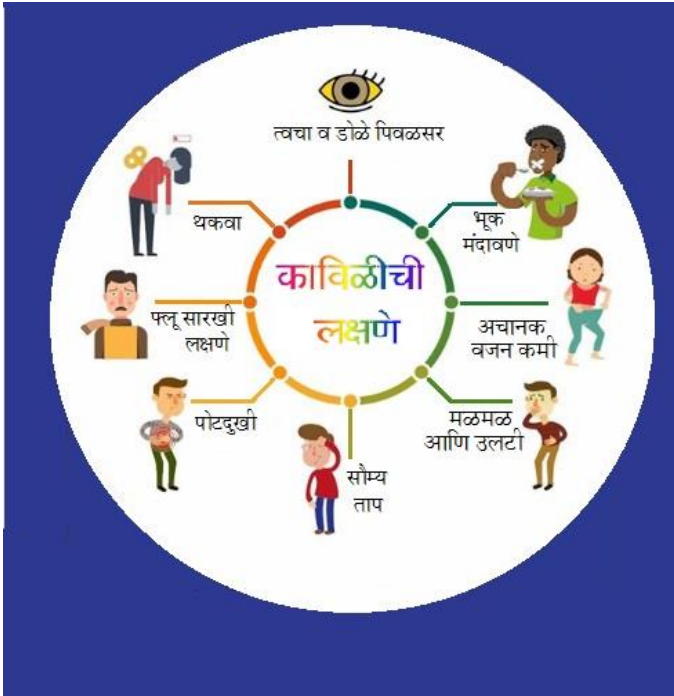 काविळीची
लक्षणे
त्वचा व डोळे पिवळसर
भूक
मंदावणे
अचानक
वजन कमी
मळमळ
आणि उलटी
सौम्य
ताप
पोटदुखी
फ्लू सारखी
लक्षणे
थकवा